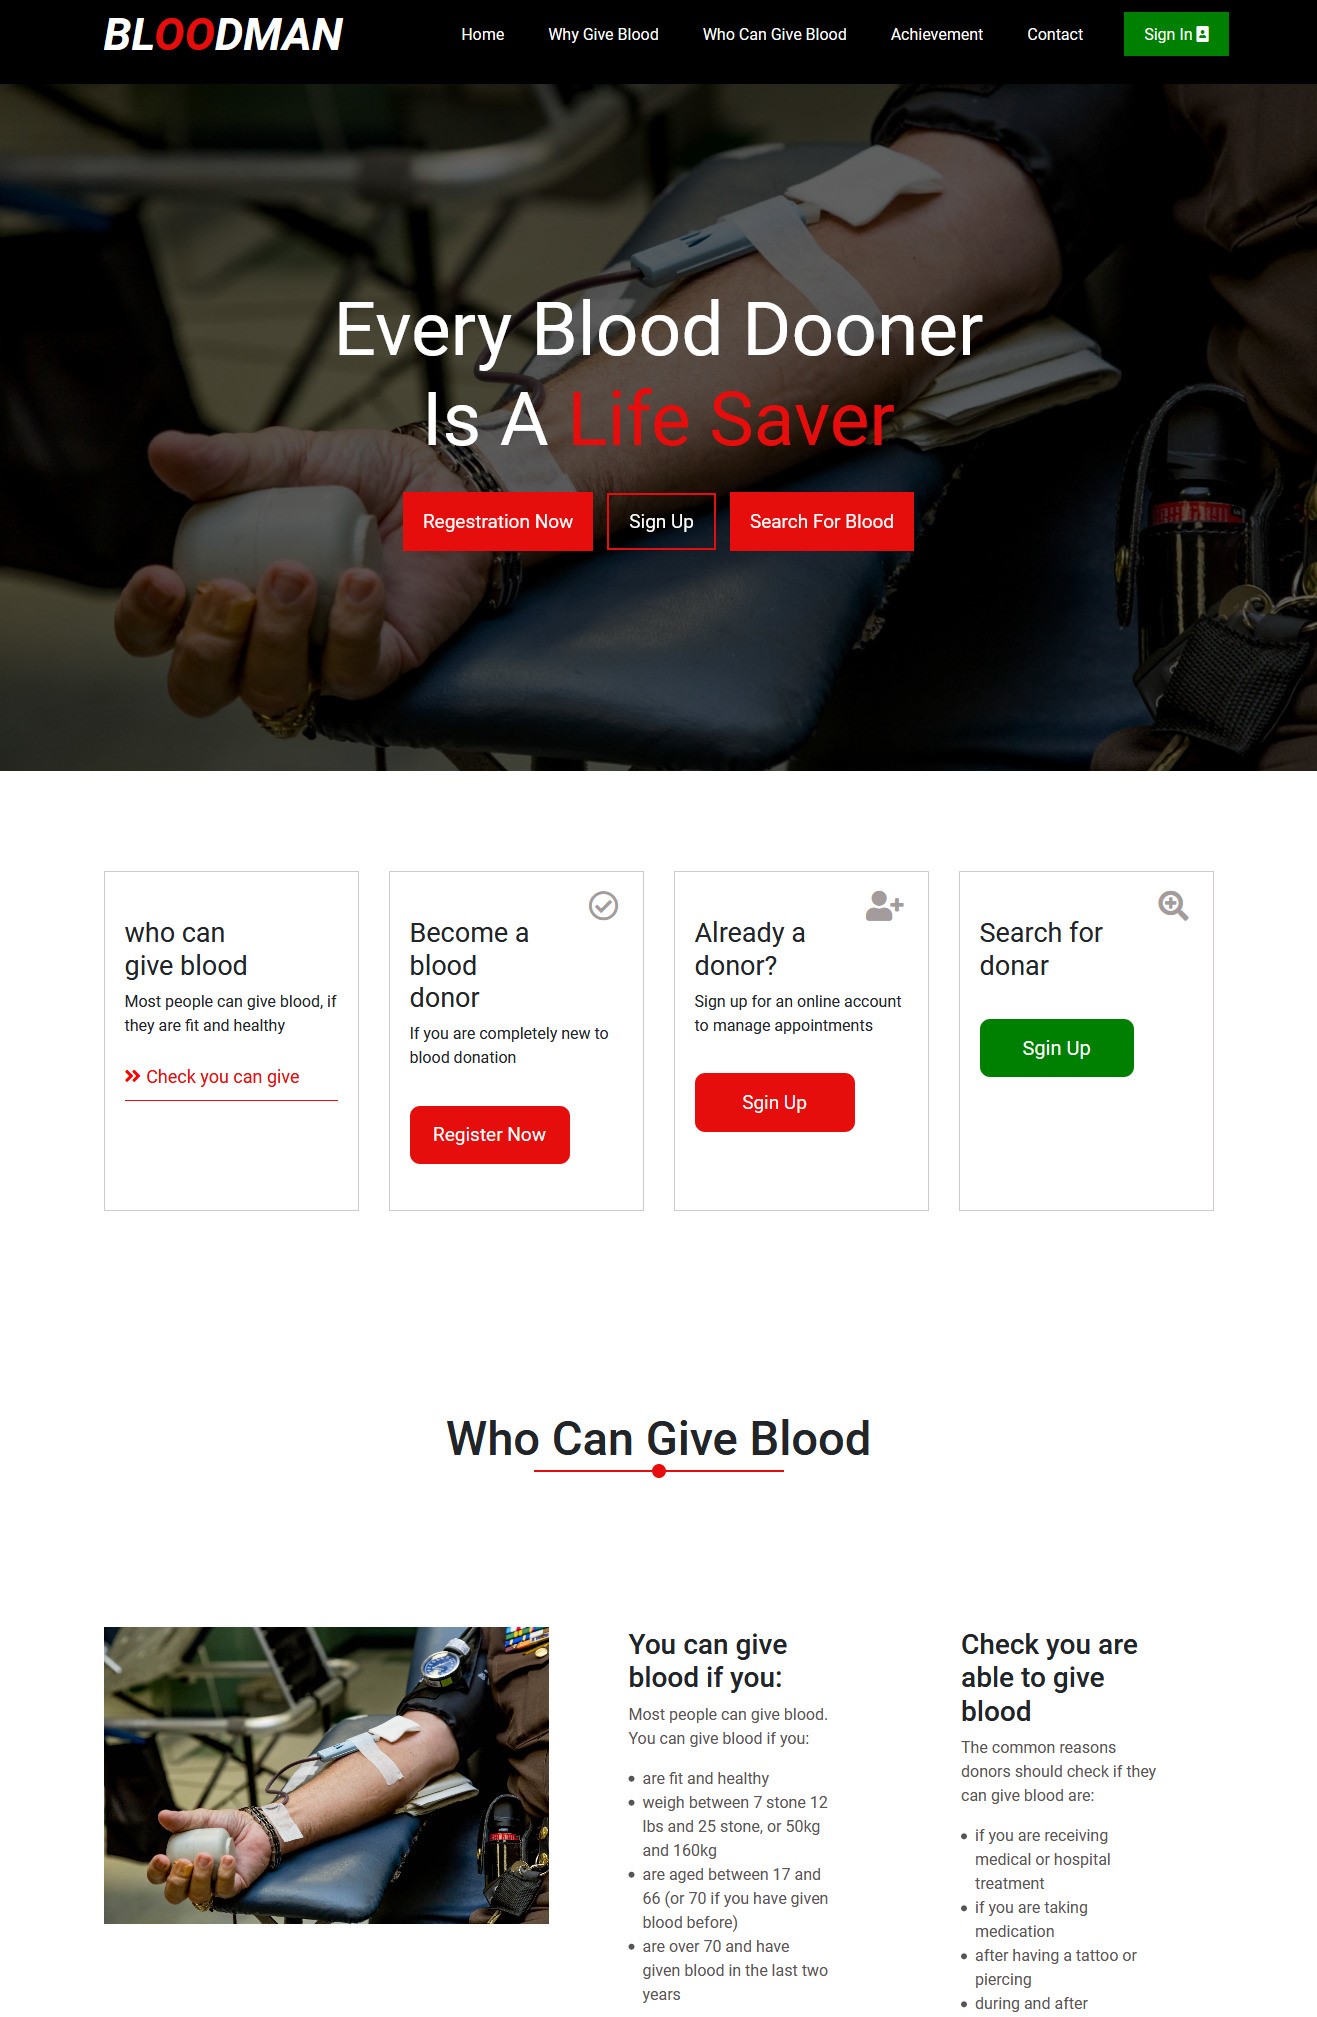 BLOODMAN
Home
Why Give Blood
Who Can Give Blood
Achievement
Contact
Sign In
Every Blood Dooner
Is A Life Saver
Regestration Now
Sign Up
Search For Blood
who can
give blood
Most people can give blood, if
they are fit and healthy
Check you can give
Become a
blood
donor
If you are completely new to
blood donation
Register Now
Already a
donor?
Sign up for an online account
to manage appointments
Sgin Up
Search for
donar
Sgin Up
Who Can Give Blood
You can give
blood if you:
Most people can give blood.
You can give blood if you:
are fit and healthy
weigh between 7 stone 12
lbs and 25 stone, or 50kg
and 160kg
are aged between 17 and
66 (or 70 if you have given
blood before)
are over 70 and have
given blood in the last two
years
Check you are
able to give
blood
The common reasons
donors should check if they
can give blood are:
if you are receiving
medical or hospital
treatment
if you are taking
medication
after having a tattoo or
piercing
during and after